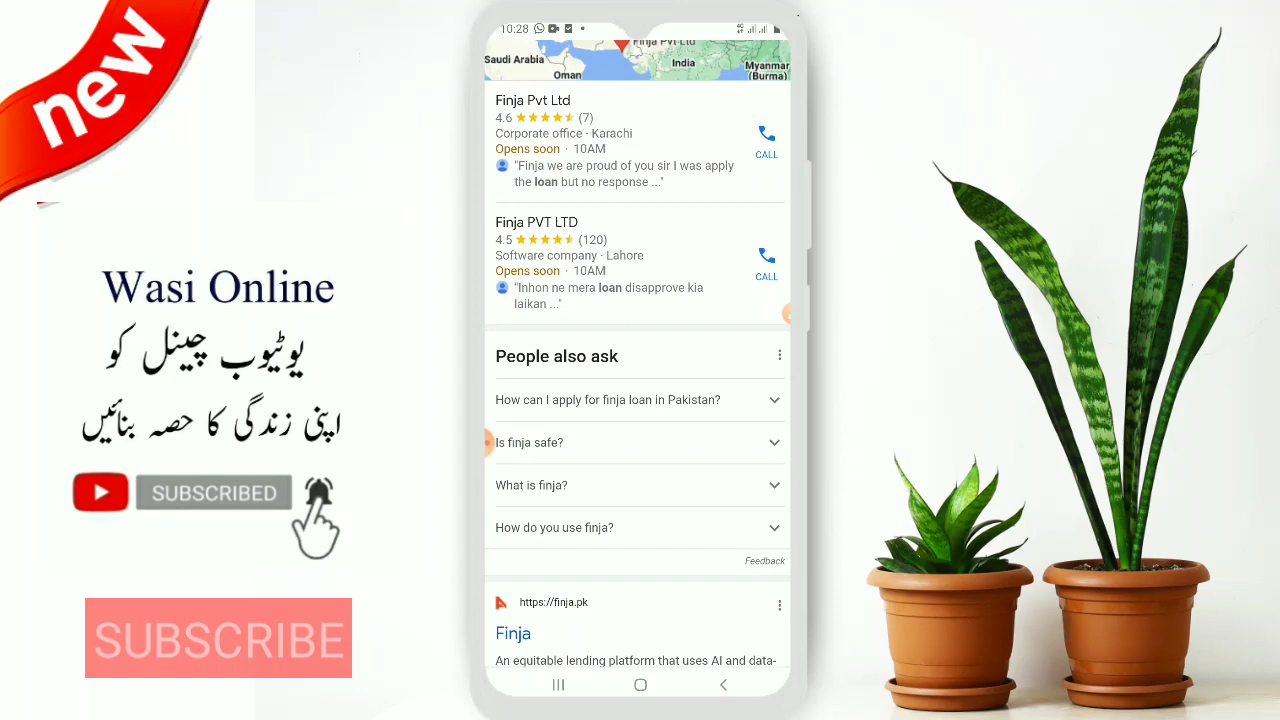 new
Wasi Online
یوٹیوب چینل کو
اپنی زندگی کا حصہ بنائیں
SUBSCRIBED
SUBSCRIBE
10:28
Finja Pvt Ltd
Saudi Arabia
Oman
India
Myanmar
(Burma)
Finja Pvt Ltd
4.6 (7)
Corporate office · Karachi
Opens soon · 10AM
"Finja we are proud of you sir I was apply
the loan but no response ..."
CALL
Finja PVT LTD
4.5 (120)
Software company · Lahore
Opens soon · 10AM
"Inhon ne mera loan disapprove kia
laikan ..."
CALL
People also ask
How can I apply for finja loan in Pakistan?
Is finja safe?
What is finja?
How do you use finja?
Feedback
https://finja.pk
Finja
An equitable lending platform that uses AI and data-